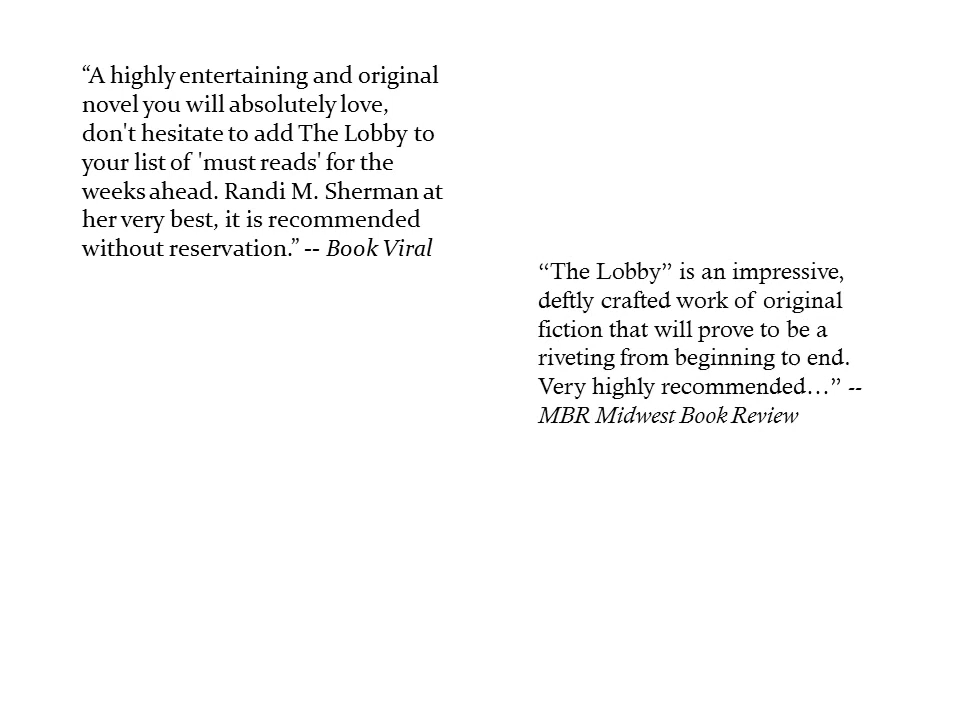 “A highly entertaining and original
novel you will absolutely love,
don't hesitate to add The Lobby to
your list of 'must reads' for the
weeks ahead. Randi M. Sherman at
her very best, it is recommended
without reservation.” -- Book Viral
“The Lobby” is an impressive,
deftly crafted work of original
fiction that will prove to be a
riveting from beginning to end.
Very highly recommended…” --
MBR Midwest Book Review